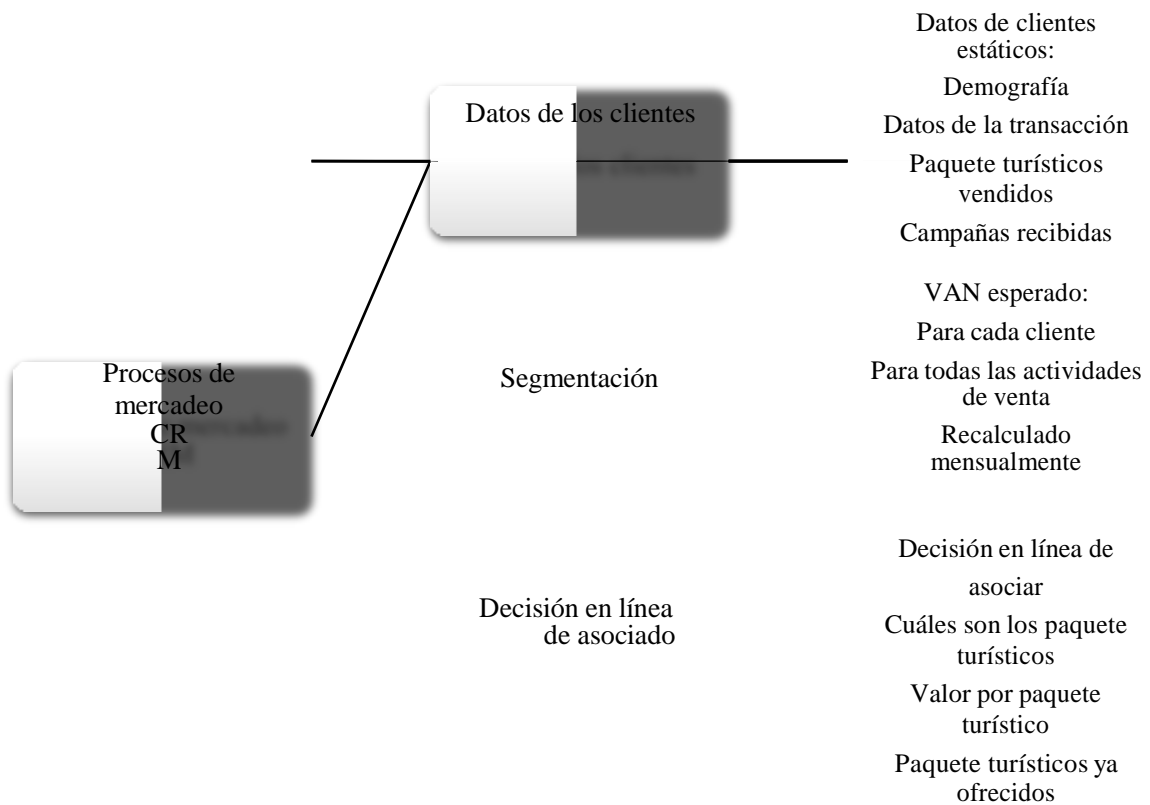 Datos de clientes
estáticos:
Demografía
Datos de la transacción
Paquete turísticos
vendidos
Campañas recibidas
Datos de los clientes
VAN esperado:
Para cada cliente
Para todas las actividades
de venta
Recalculado
mensualmente
Procesos de
mercadeo
CR
M
Segmentación
Decisión en línea
de asociado
Decisión en línea de
asociar
Cuáles son los paquete
turísticos
Valor por paquete
turístico
Paquete turísticos ya
ofrecidos